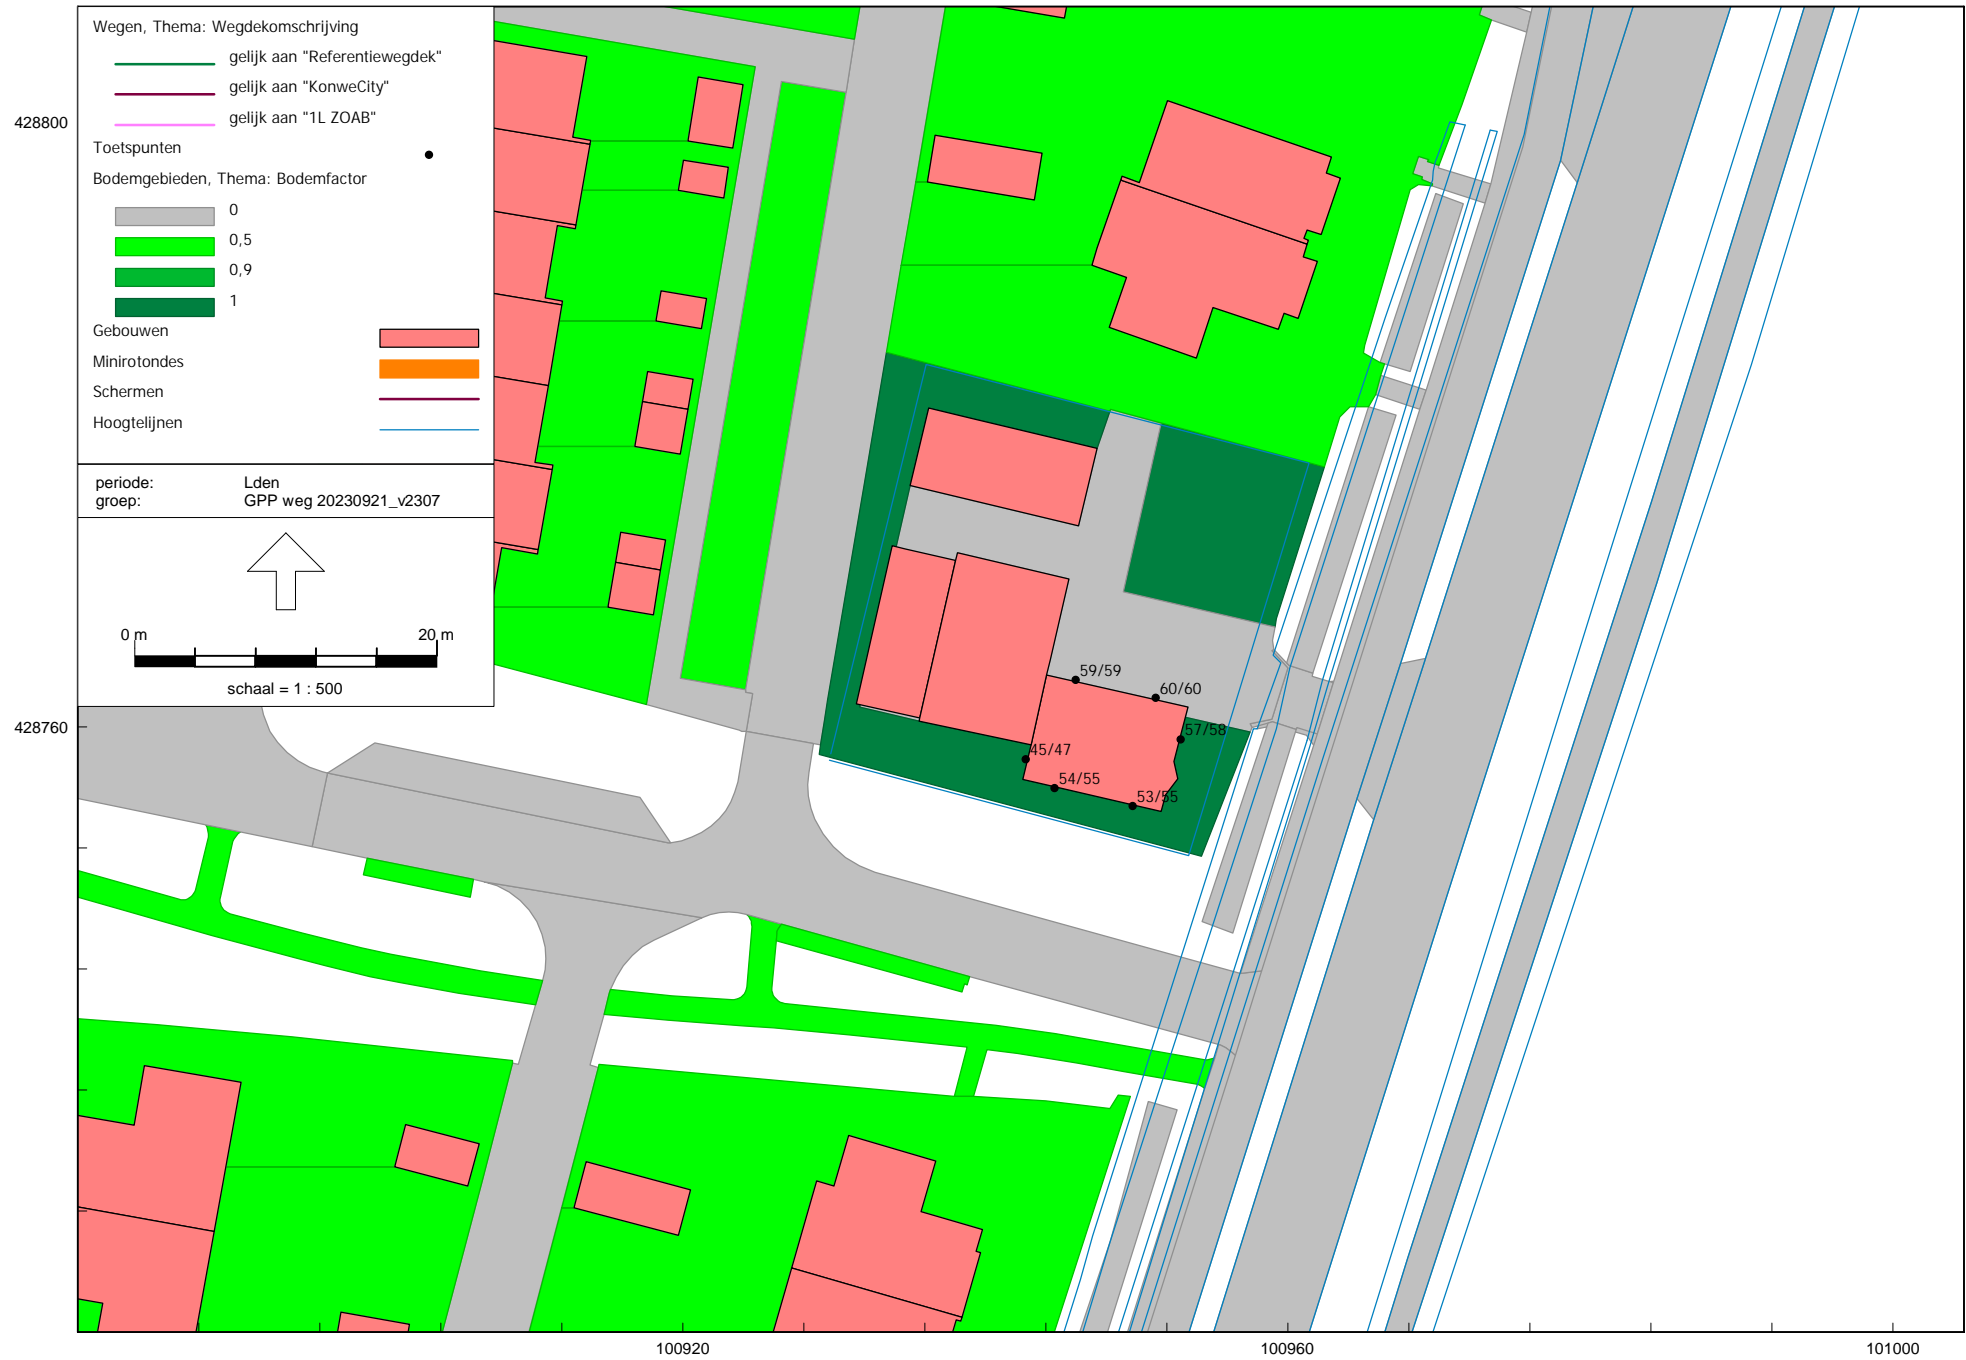 Wegen, Thema: Wegdekomschrijving
gelijk aan "Referentiewegdek"
gelijk aan "KonweCity"
gelijk aan "1L ZOAB"
Toetspunten
Bodemgebieden, Thema: Bodemfactor
0
0,5
0,9
1
Gebouwen
Minirotondes
Schermen
Hoogtelijnen
periode: Lden
groep: GPP weg 20230921_v2307
0 m 20 m
schaal = 1 : 500
428800
428760
59/59
60/60
57/58
45/47
54/55
53/55
100920 100960 101000